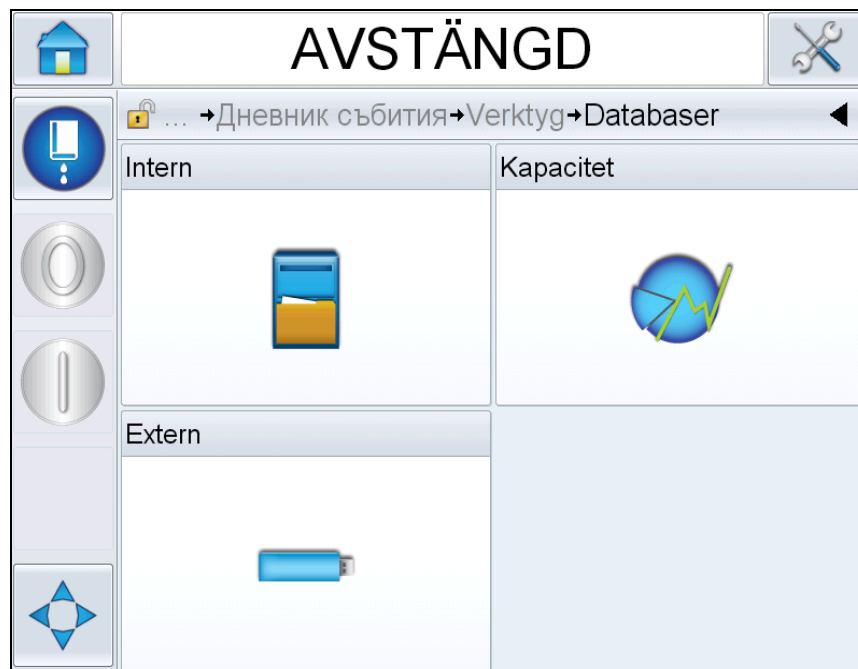 AVSTÄNGD
... →Дневник събития→Verktyg→Databaser
Intern
Kapacitet
Extern